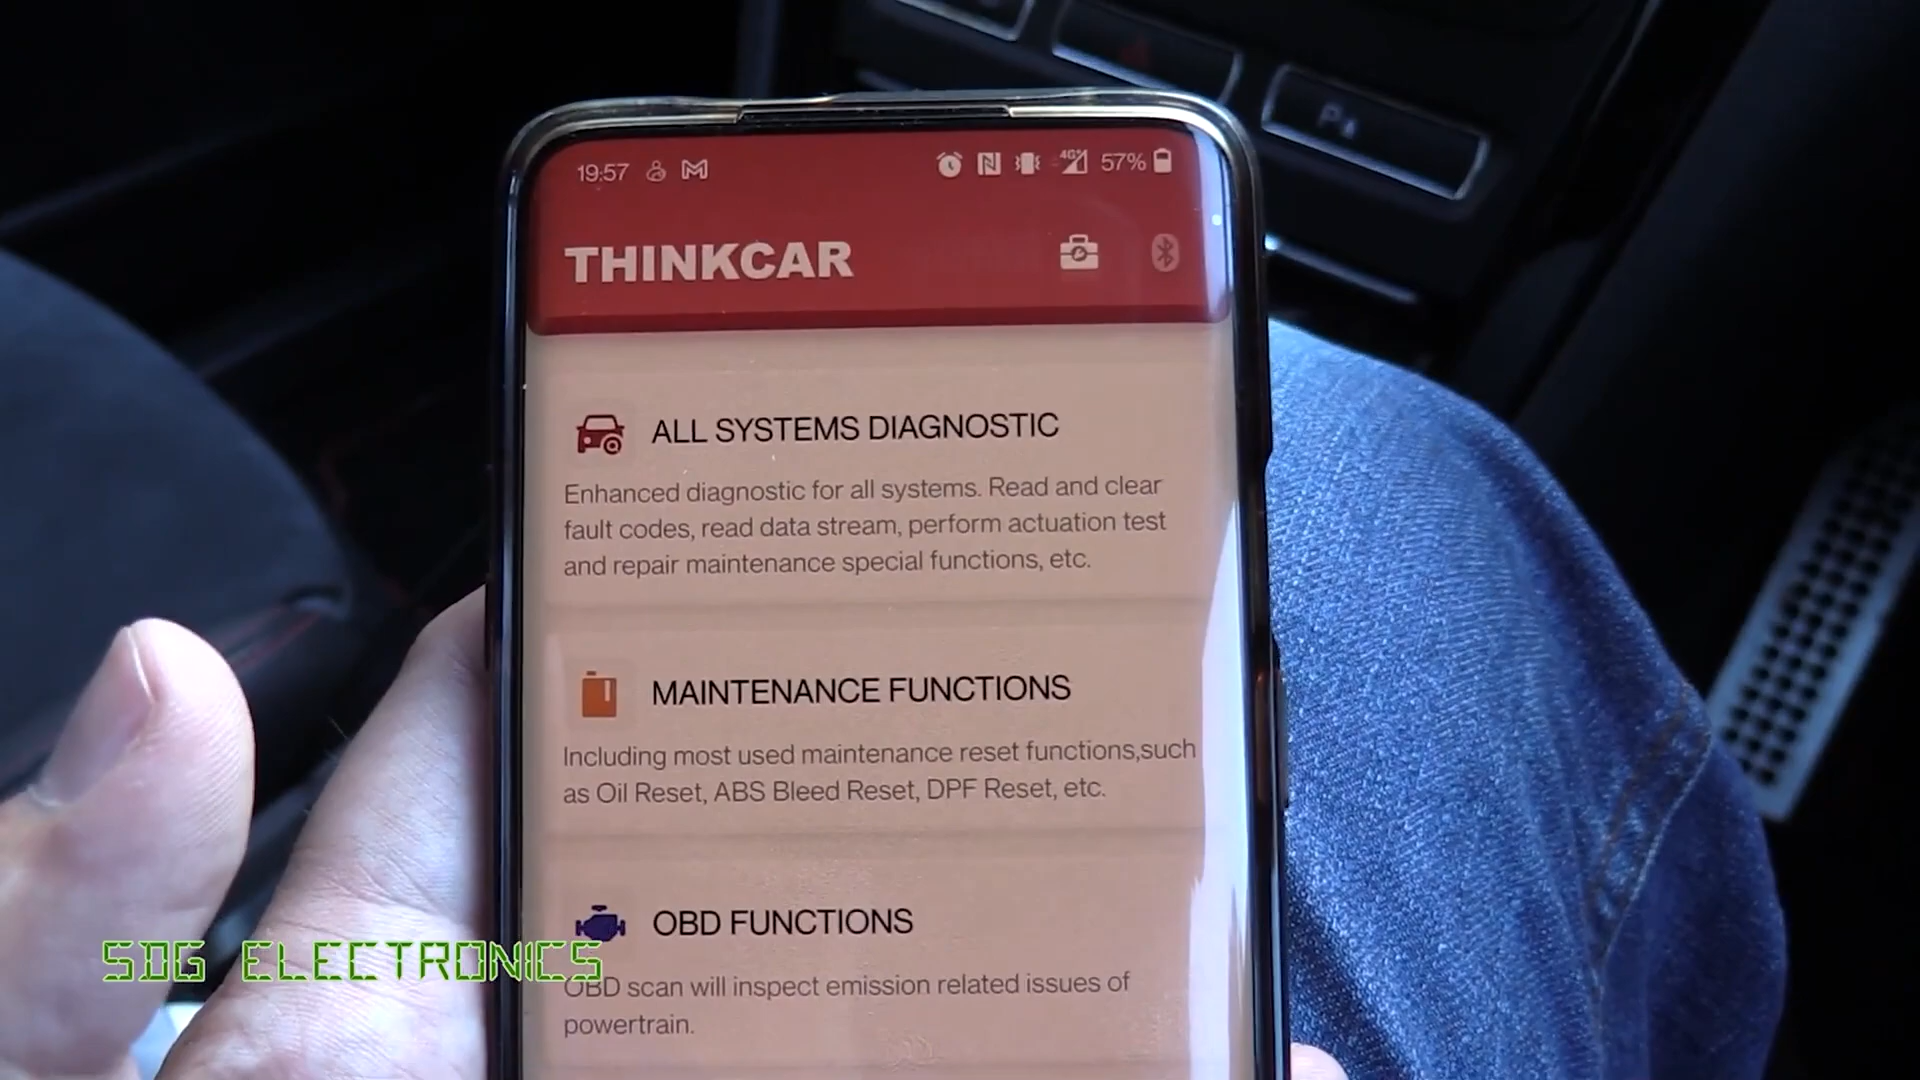 19:57
4G+ 57%
THINKCAR
ALL SYSTEMS DIAGNOSTIC
Enhanced diagnostic for all systems. Read and clear
fault codes, read data stream, perform actuation test
and repair maintenance special functions, etc.
MAINTENANCE FUNCTIONS
Including most used maintenance reset functions,such
as Oil Reset, ABS Bleed Reset, DPF Reset, etc.
OBD FUNCTIONS
OBD scan will inspect emission related issues of
powertrain.
SDG ELECTRONICS